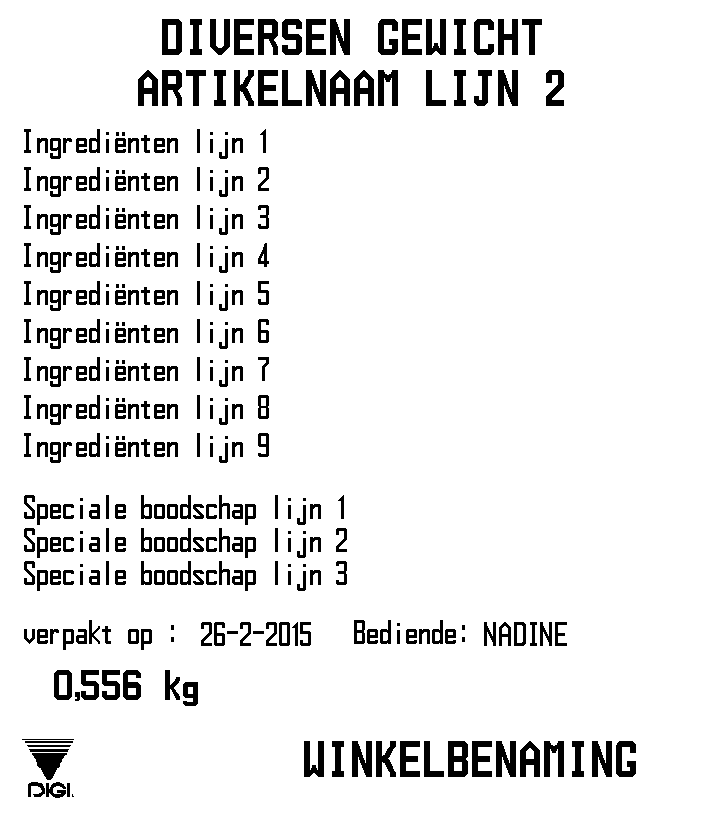 DIVERSEN GEWICHT
ARTIKELNAAM LIJN 2
Ingrediënten lijn 1
Ingrediënten lijn 2
Ingrediënten lijn 3
Ingrediënten lijn 4
Ingrediënten lijn 5
Ingrediënten lijn 6
Ingrediënten lijn 7
Ingrediënten lijn 8
Ingrediënten lijn 9
Speciale boodschap lijn 1
Speciale boodschap lijn 2
Speciale boodschap lijn 3
verpakt op : 26-2-2015 Bediende: NADINE
0,556 kg
WINKELBENAMING
DIGI.